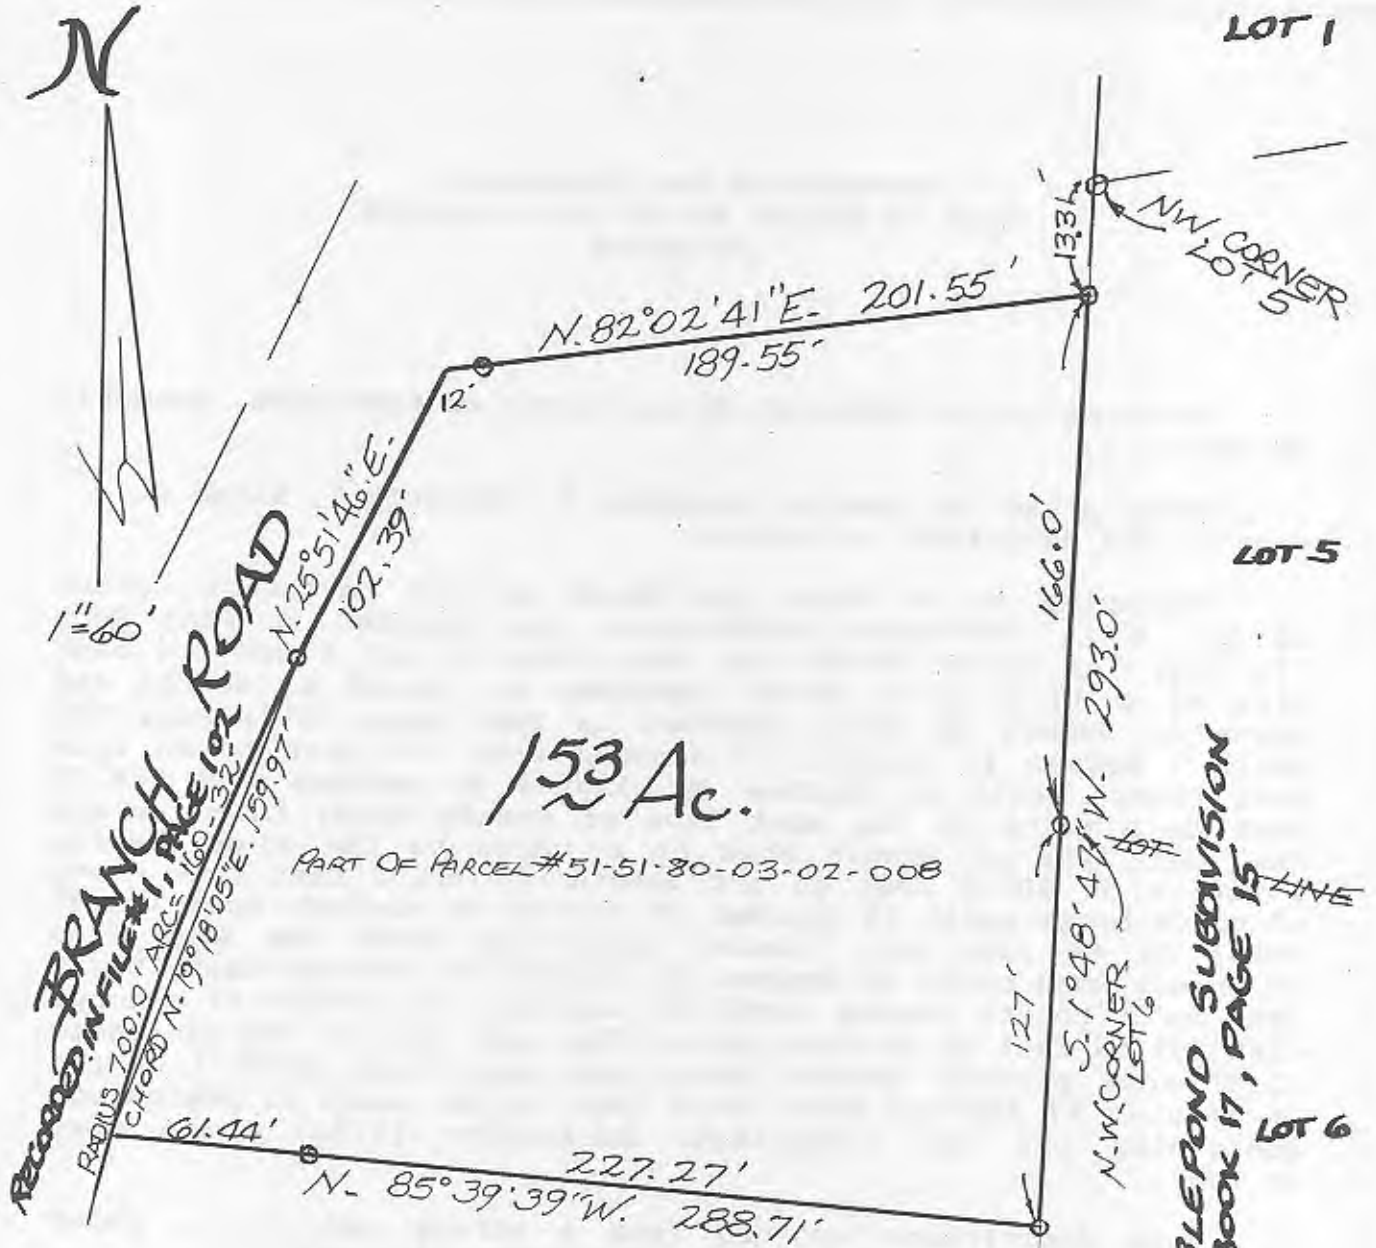 N
LOT 1
133'
N.W. CORNER
LOT 5
N. 82°02'41"E. 201.55'
189.55'
12'
N. 25°51'46"E.
102.39'
1"=60'
LOT 5
166.0'
S. 1°48'47"W. 293.0'
BRANCH ROAD
RECORDED IN FILE #1, PAGE 102
RADIUS 700.0' ARC= 160.32'
CHORD N. 19°18'05"E. 159.97'
1.53 Ac.
PART OF PARCEL #51-51-80-03-02-008
LOT LINE
127'
N.W. CORNER
LOT 6
SUBDIVISION
BOOK 17, PAGE 15
LOT 6
61.44'
227.27'
N. 85°39'39"W. 288.71'